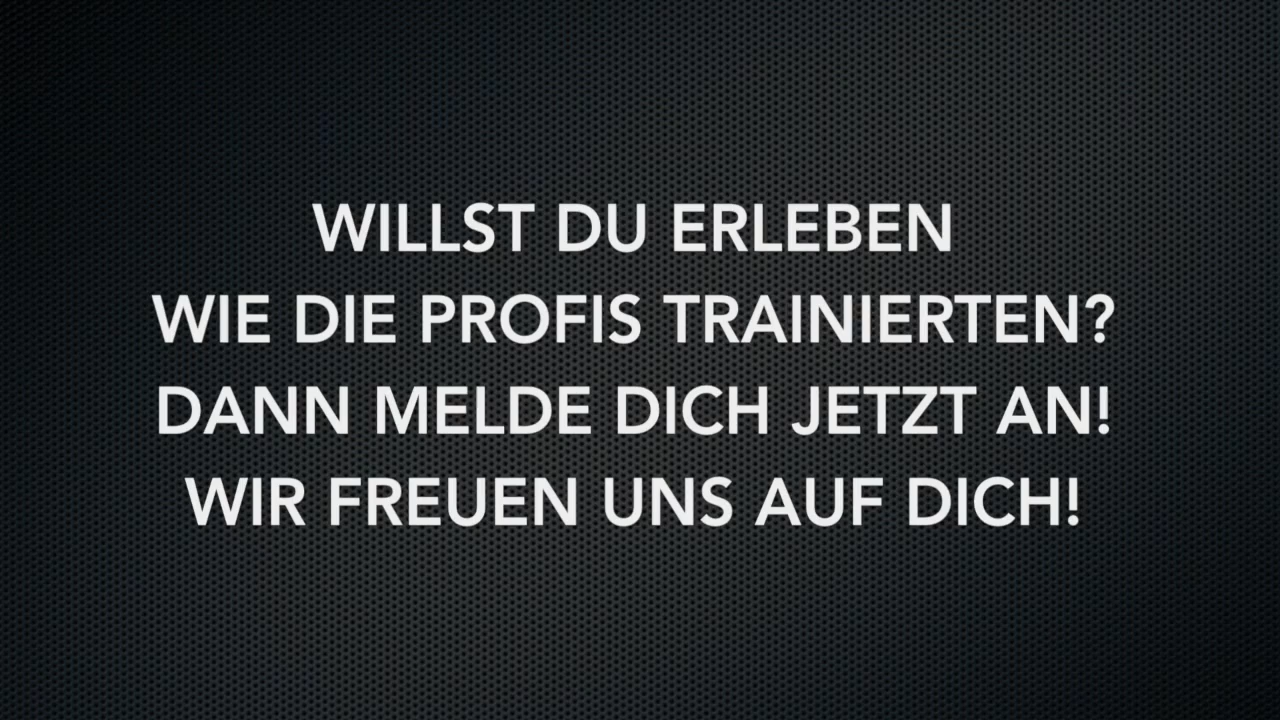 WILLST DU ERLEBEN
WIE DIE PROFIS TRAINIERTEN?
DANN MELDE DICH JETZT AN!
WIR FREUEN UNS AUF DICH!